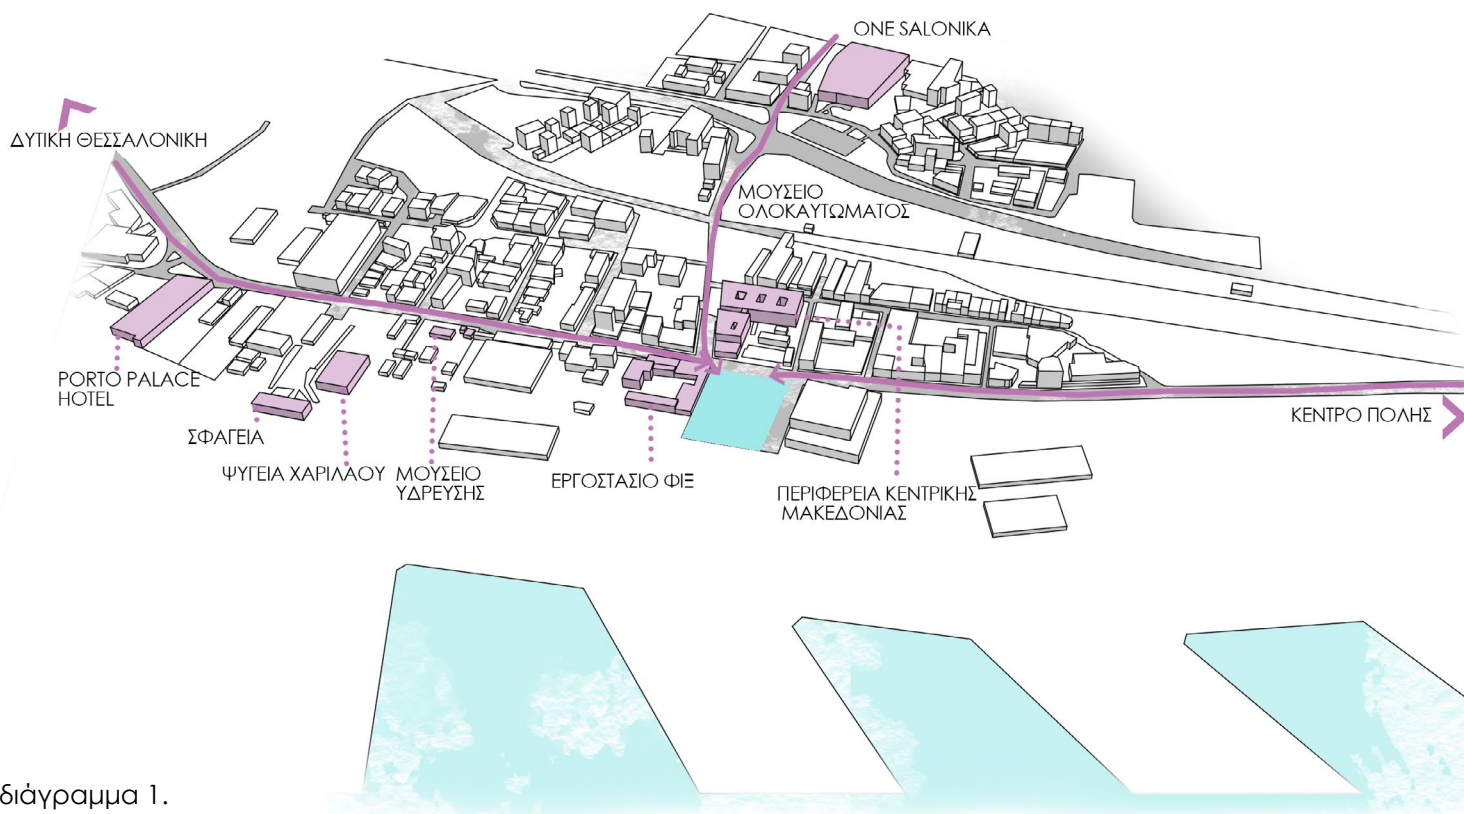 ONE SALONIKA
ΔΥΤΙΚΗ ΘΕΣΣΑΛΟΝΙΚΗ
ΜΟΥΣΕΙΟ
ΟΛΟΚΑΥΤΩΜΑΤΟΣ
PORTO PALACE
HOTEL
ΣΦΑΓΕΙΑ
ΨΥΓΕΙΑ ΧΑΡΙΛΑΟΥ
ΜΟΥΣΕΙΟ
ΥΔΡΕΥΣΗΣ
ΕΡΓΟΣΤΑΣΙΟ ΦΙΞ
ΠΕΡΙΦΕΡΕΙΑ ΚΕΝΤΡΙΚΗΣ
ΜΑΚΕΔΟΝΙΑΣ
ΚΕΝΤΡΟ ΠΟΛΗΣ
διάγραμμα 1.